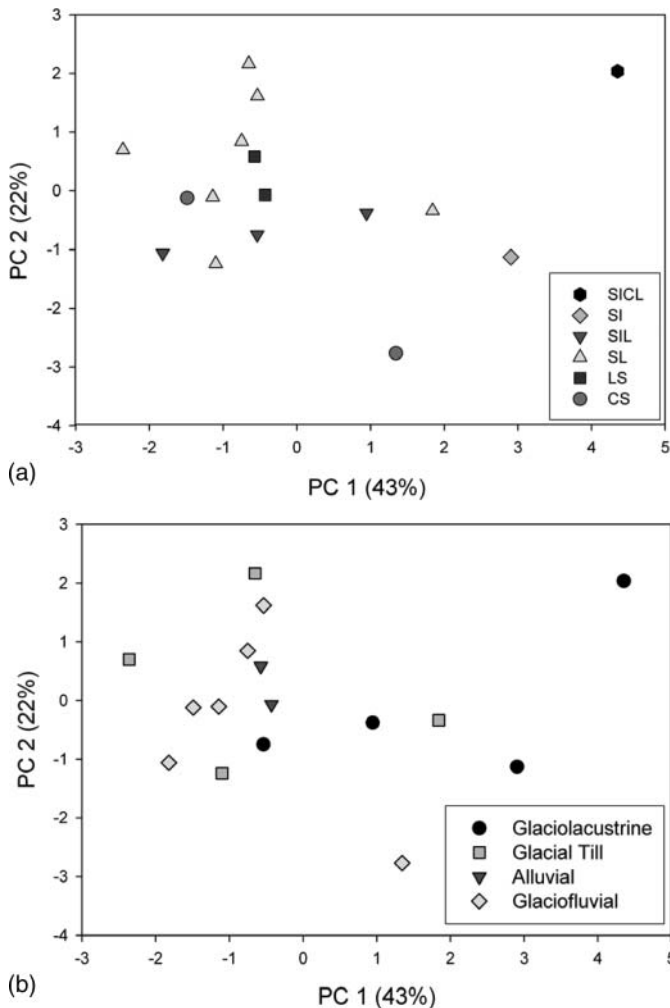 3
2
1
0
-1
-2
-3
-4
PC 2 (22%)
SICL
SI
SIL
SL
LS
CS
-3 -2 -1 0 1 2 3 4 5
(a)
PC 1 (43%)
3
2
1
0
-1
-2
-3
-4
PC 2 (22%)
Glaciolacustrine
Glacial Till
Alluvial
Glaciofluvial
-3 -2 -1 0 1 2 3 4 5
(b)
PC 1 (43%)